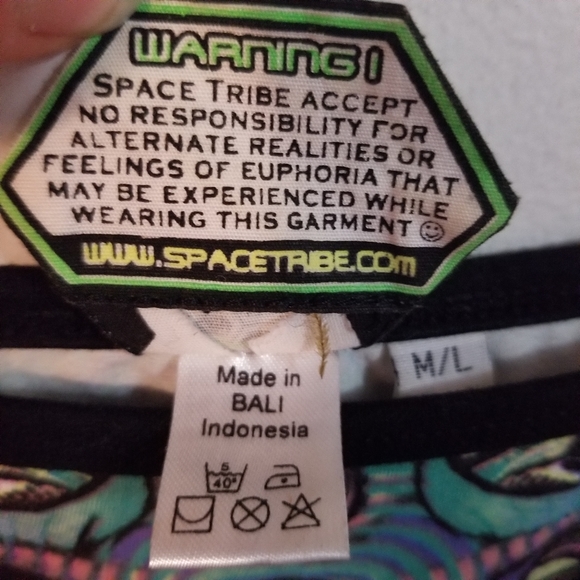 WARNING!
SPACE TRIBE ACCEPT
NO RESPONSIBILITY FOR
ALTERNATE REALITIES OR
FEELINGS OF EUPHORIA THAT
MAY BE EXPERIENCED WHILE
WEARING THIS GARMENT ☺
WWW.SPACETRIBE.COM
M/L
Made in
BALI
Indonesia
5
40°